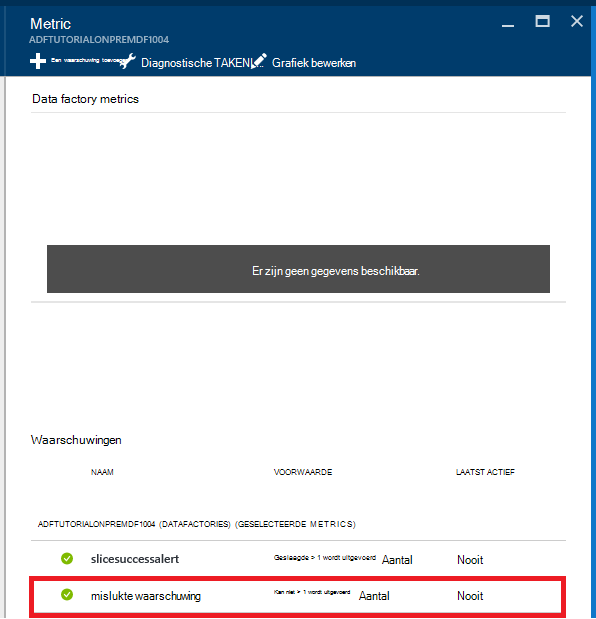 Metric
ADFTUTORIALONPREMDF1004
Een waarschuwing toevoegen Diagnostische TAKEN|... Grafiek bewerken
Data factory metrics
Er zijn geen gegevens beschikbaar.
Waarschuwingen
NAAM VOORWAARDE LAATST ACTIEF
ADFTUTORIALONPREMDF1004 (DATAFACTORIES) (GESELECTEERDE METRICS)
slicesuccessalert Geslaagde > 1 wordt uitgevoerd Aantal Nooit
mislukte waarschuwing Kan niet > 1 wordt uitgevoerd Aantal Nooit